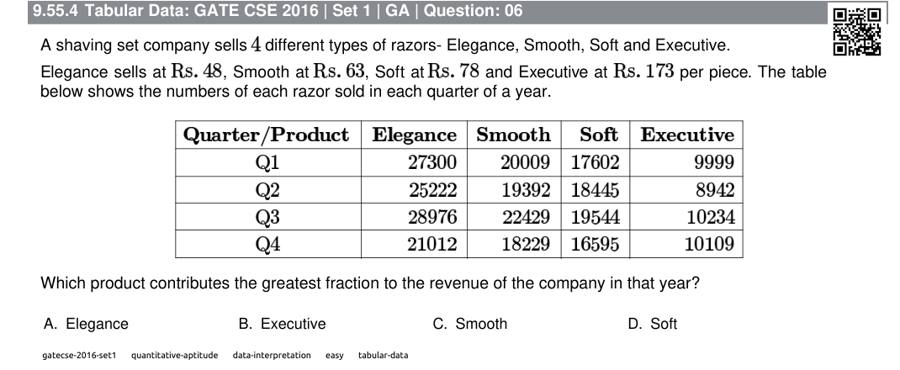 9.55.4 Tabular Data: GATE CSE 2016 | Set 1 | GA | Question: 06
A shaving set company sells 4 different types of razors- Elegance, Smooth, Soft and Executive.
Elegance sells at Rs. 48, Smooth at Rs. 63, Soft at Rs. 78 and Executive at Rs. 173 per piece. The table
below shows the numbers of each razor sold in each quarter of a year.
Quarter/Product Elegance Smooth Soft Executive
Q1 27300 20009 17602 9999
Q2 25222 19392 18445 8942
Q3 28976 22429 19544 10234
Q4 21012 18229 16595 10109
Which product contributes the greatest fraction to the revenue of the company in that year?
A. Elegance B. Executive C. Smooth D. Soft
gatecse-2016-set1 quantitative-aptitude data-interpretation easy tabular-data